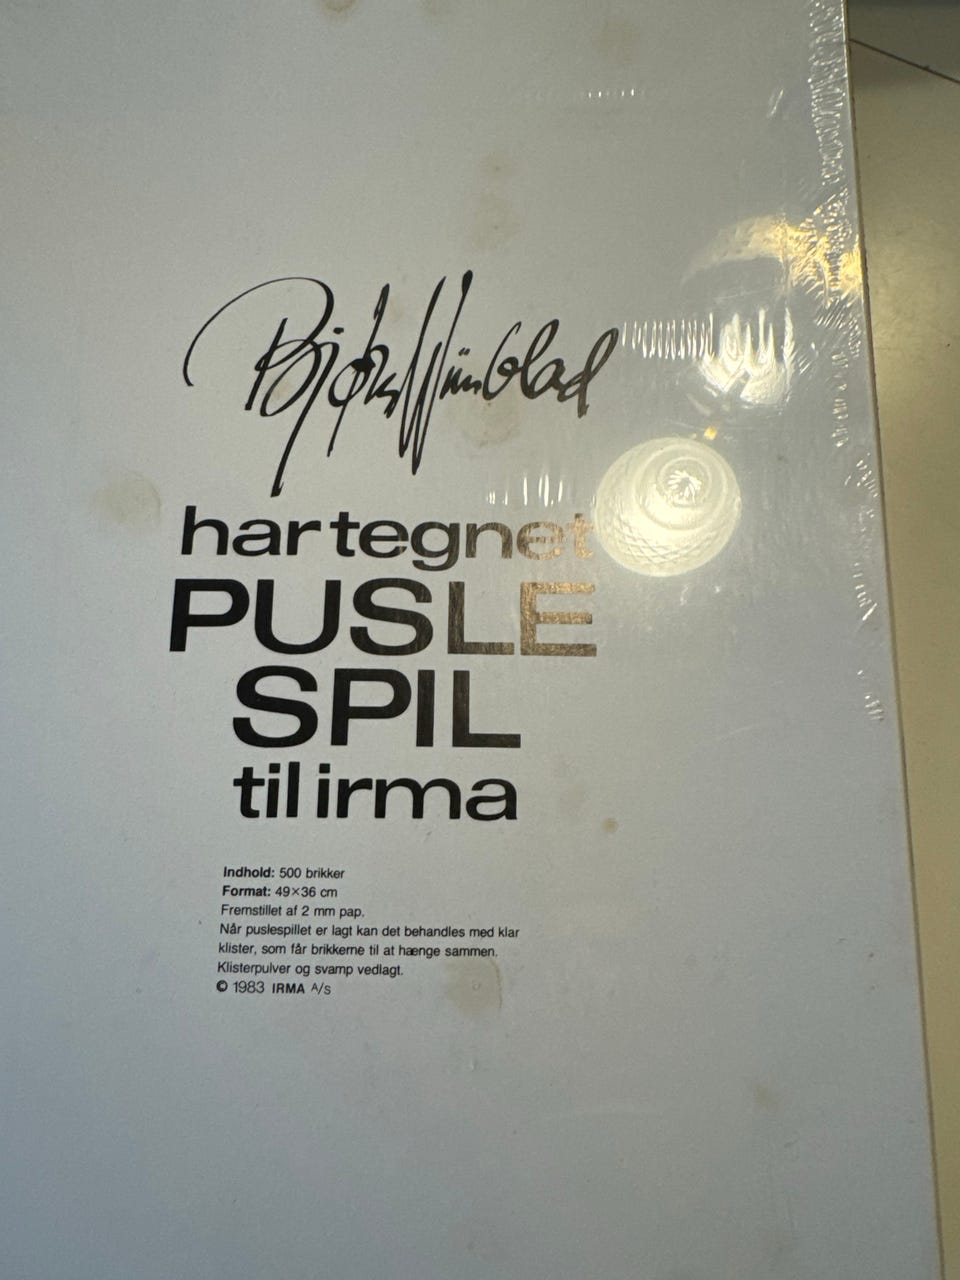 Bjørn Wiinblad
har tegnet
PUSLE
SPIL
til irma
Indhold: 500 brikker
Format: 49×36 cm
Fremstillet af 2 mm pap.
Når puslespillet er lagt kan det behandles med klar
klister, som får brikkerne til at hænge sammen.
Klisterpulver og svamp vedlagt.
© 1983 IRMA A/s